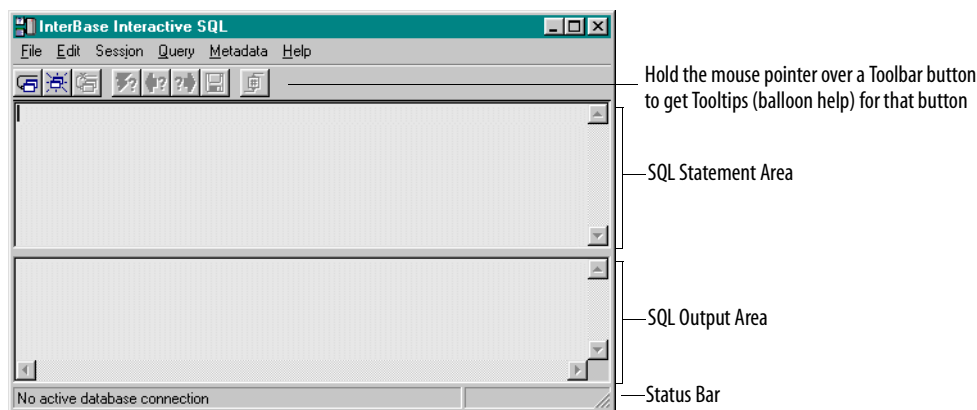 InterBase Interactive SQL
File Edit Session Query Metadata Help
Hold the mouse pointer over a Toolbar button
to get Tooltips (balloon help) for that button
SQL Statement Area
SQL Output Area
No active database connection
Status Bar